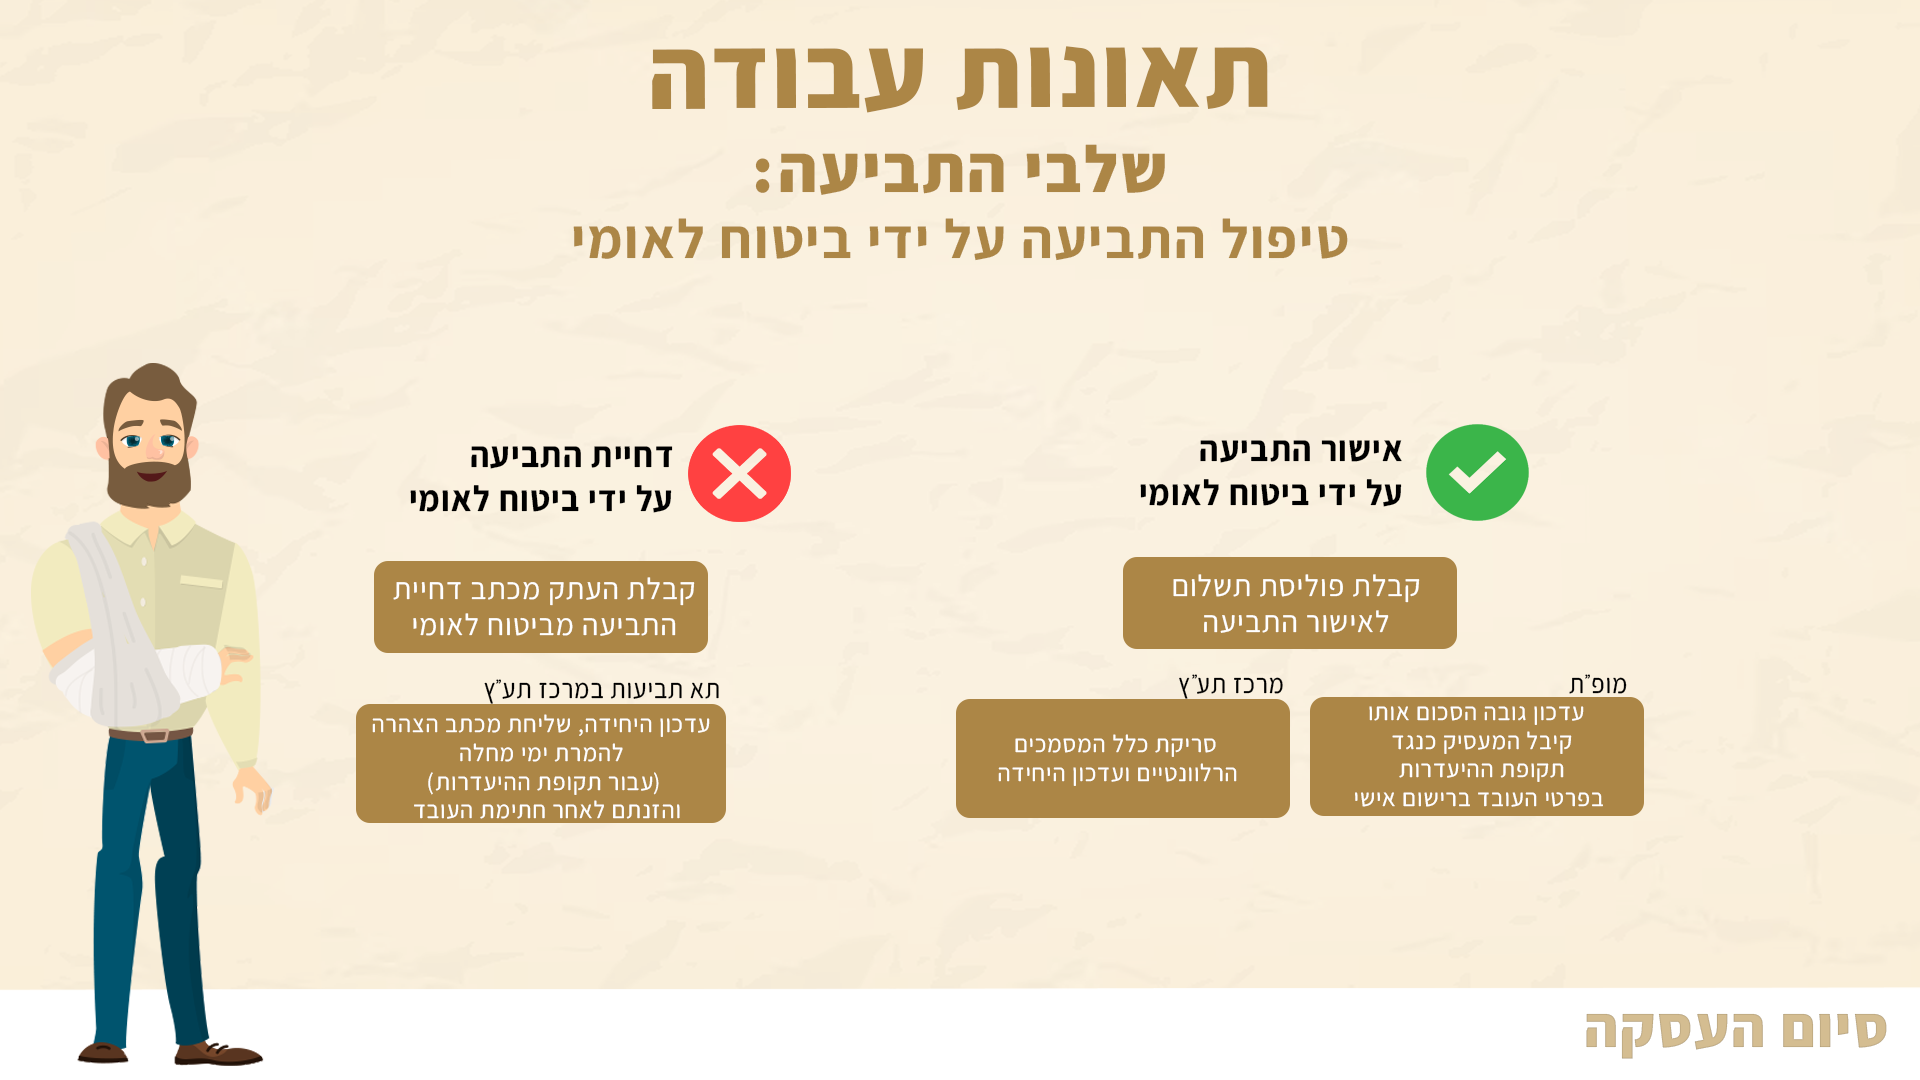 תאונות עבודה
שלבי התביעה:
טיפול התביעה על ידי ביטוח לאומי
אישור התביעה
על ידי ביטוח לאומי
קבלת פוליסת תשלום
לאישור התביעה
מופ"ת
עדכון גובה הסכום אותו
קיבל המעסיק כנגד
תקופת ההיעדרות
בפרטי העובד ברישום אישי
מרכז תע"ץ
סריקת כלל המסמכים
הרלוונטיים ועדכון היחידה
דחיית התביעה
על ידי ביטוח לאומי
קבלת העתק מכתב דחיית
התביעה מביטוח לאומי
תא תביעות במרכז תע"ץ
עדכון היחידה, שליחת מכתב הצהרה
להמרת ימי מחלה
(עבור תקופת ההיעדרות)
והזנתם לאחר חתימת העובד
סיום העסקה